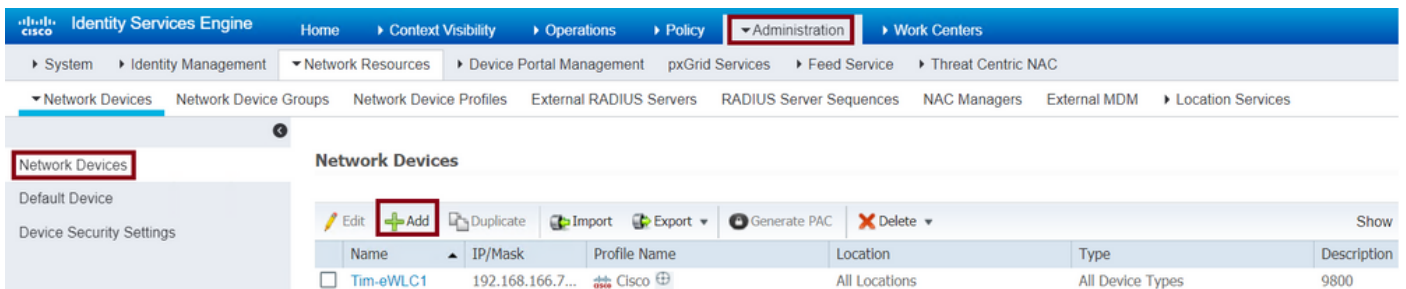 cisco Identity Services Engine Home Context Visibility Operations Policy Administration Work Centers
System Identity Management Network Resources Device Portal Management pxGrid Services Feed Service Threat Centric NAC
Network Devices Network Device Groups Network Device Profiles External RADIUS Servers RADIUS Server Sequences NAC Managers External MDM Location Services
Network Devices
Default Device
Device Security Settings
Network Devices
Edit Add Duplicate Import Export Generate PAC Delete Show
Name IP/Mask Profile Name Location Type Description
Tim-eWLC1 192.168.166.7... cisco Cisco All Locations All Device Types 9800